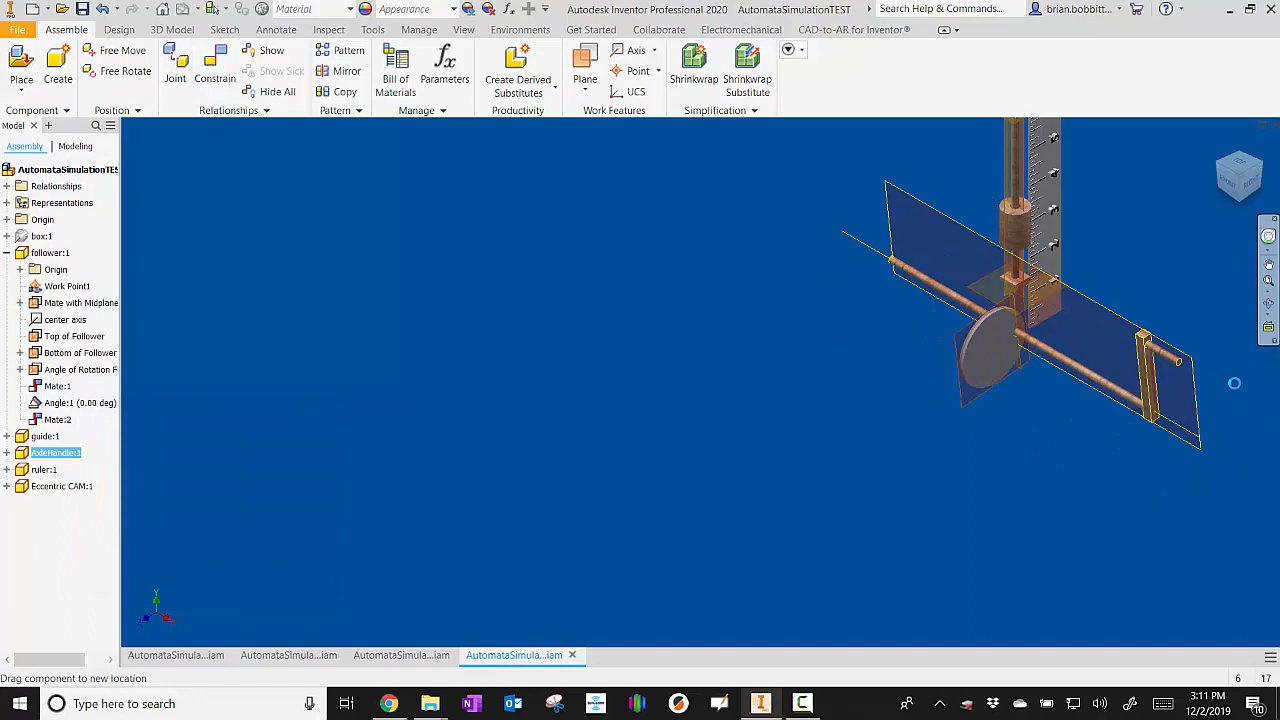 Material
Appearance
Autodesk Inventor Professional 2020 AutomataSimulationTEST
Search Help & Commands...
brian.bobbitt...
File Assemble Design 3D Model Sketch Annotate Inspect Tools Manage View Environments Get Started Collaborate Electromechanical CAD-to-AR for Inventor®
Free Move Show Pattern Axis
Free Rotate Show Sick Mirror Point
Place Create Joint Constrain Hide All Copy Bill of Materials Parameters Create Derived Substitutes Plane UCS Shrinkwrap Shrinkwrap Substitute
Component Position Relationships Pattern Manage Productivity Work Features Simplification
Model
Assembly Modeling
AutomataSimulationTE
Relationships
Representations
Origin
box:1
follower:1
Origin
Work Point1
Mate with Midplane
center axis
Top of Follower
Bottom of Follower
Angle of Rotation F
Mate:1
Angle:1 (0.00 deg)
Mate:2
guide:1
AxleHandle:1
ruler:1
Eccentric CAM:1
Y
AutomataSimula...iam AutomataSimula...iam AutomataSimula...iam AutomataSimula...iam
Drag component to new location 6 17
Type here to search
3:11 PM
12/2/2019